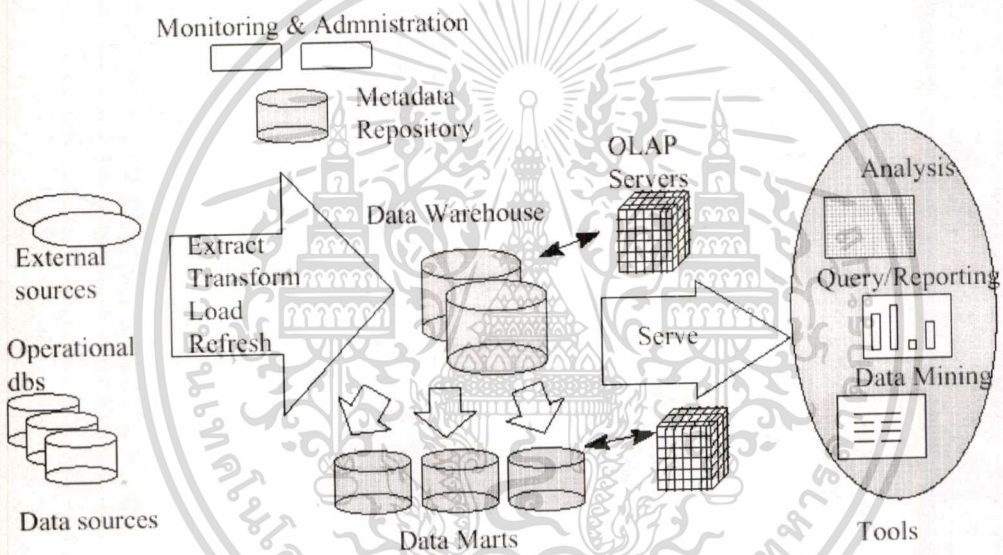 Monitoring & Admnistration
Metadata
Repository
OLAP
Servers
Analysis
Data Warehouse
External
sources
Extract
Transform
Load
Refresh
Query/Reporting
Operational
dbs
Serve
Data Mining
Data sources
Data Marts
Tools